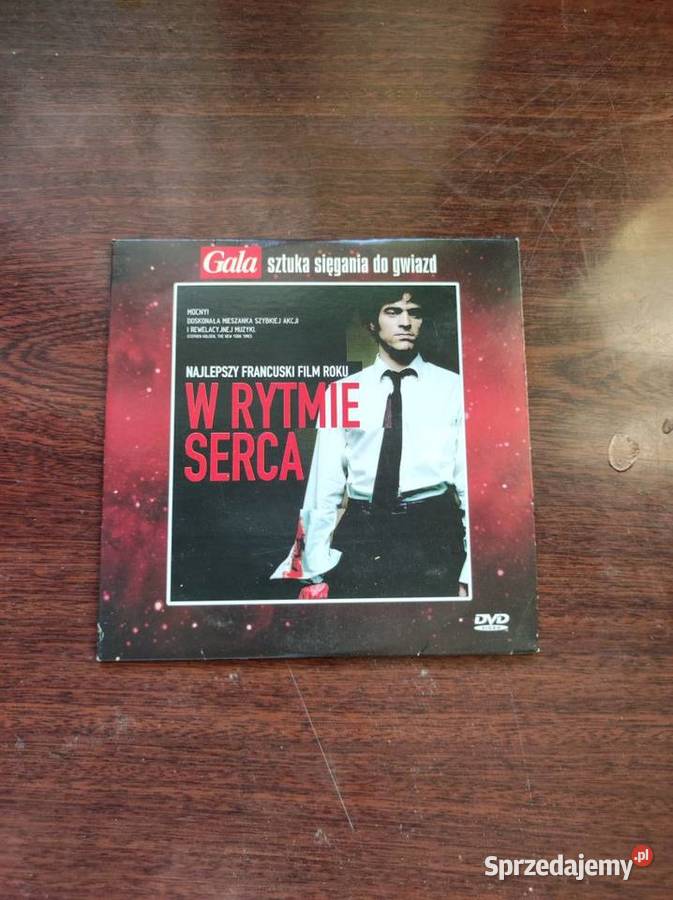 Gala sztuka sięgania do gwiazd
MOCNY!
DOSKONAŁA MIESZANKA SZYBKIEJ AKCJI
I REWELACYJNEJ MUZYKI.
STEPHEN HOLDEN, THE NEW YORK TIMES
NAJLEPSZY FRANCUSKI FILM ROKU
W RYTMIE
SERCA
DVD
VIDEO
Sprzedajemy.pl